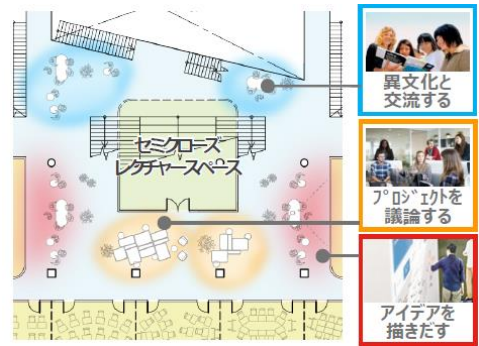 異文化と
交流する
セミクローズ
レクチャースペース
プロジェクトを
議論する
アイデアを
描きだす